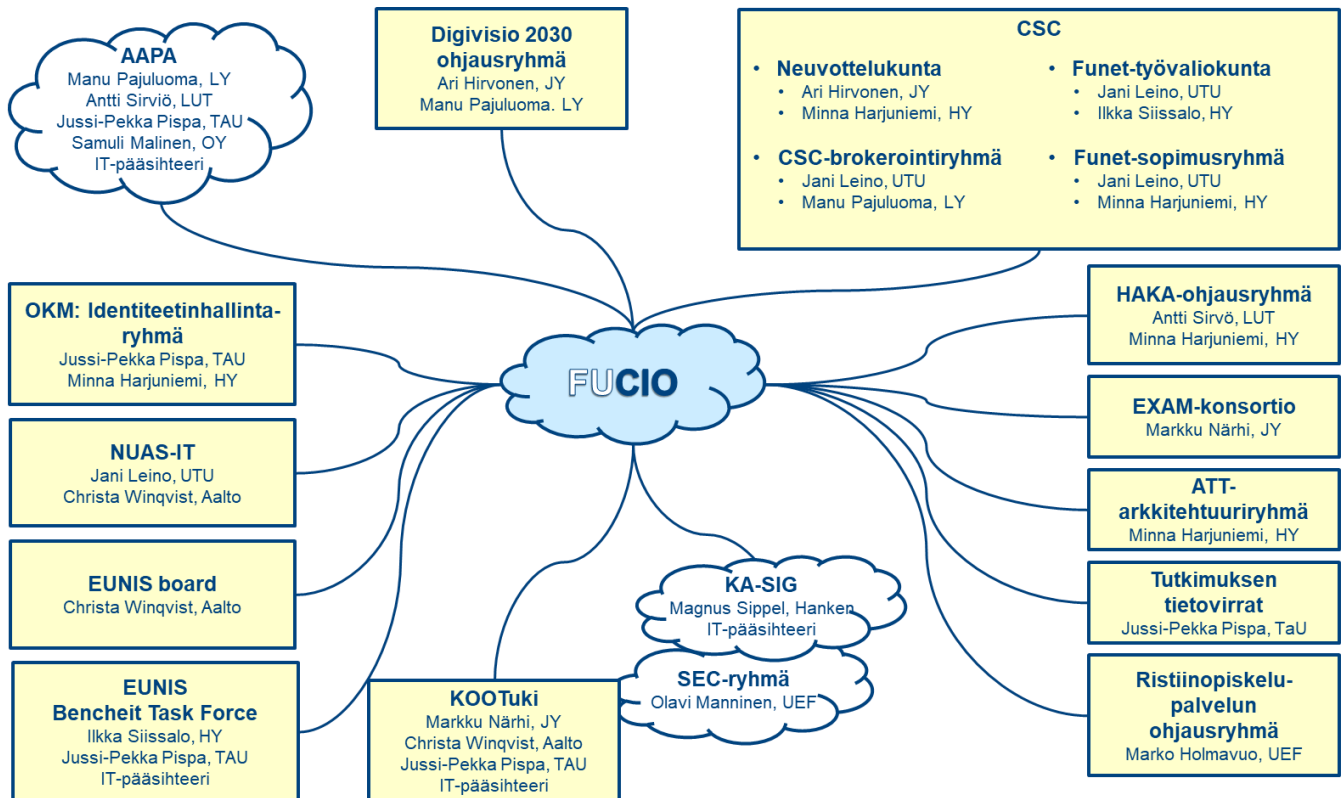 AAPA
Manu Pajuluoma, LY
Antti Sirviö, LUT
Jussi-Pekka Pispa, TAU
Samuli Malinen, OY
IT-pääsihteeri
Digivisio 2030
ohjausryhmä
Ari Hirvonen, JY
Manu Pajuluoma. LY
CSC
• Neuvottelukunta
• Ari Hirvonen, JY
• Minna Harjuniemi, HY
• CSC-brokerointiryhmä
• Jani Leino, UTU
• Manu Pajuluoma, LY
• Funet-työvaliokunta
• Jani Leino, UTU
• Ilkka Siissalo, HY
• Funet-sopimusryhmä
• Jani Leino, UTU
• Minna Harjuniemi, HY
OKM: Identiteetinhallinta-
ryhmä
Jussi-Pekka Pispa, TAU
Minna Harjuniemi, HY
NUAS-IT
Jani Leino, UTU
Christa Winqvist, Aalto
EUNIS board
Christa Winqvist, Aalto
EUNIS
Bencheit Task Force
Ilkka Siissalo, HY
Jussi-Pekka Pispa, TAU
IT-pääsihteeri
FUCIO
KOOTuki
Markku Närhi, JY
Christa Winqvist, Aalto
Jussi-Pekka Pispa, TAU
IT-pääsihteeri
KA-SIG
Magnus Sippel, Hanken
IT-pääsihteeri
SEC-ryhmä
Olavi Manninen, UEF
HAKA-ohjausryhmä
Antti Sirvö, LUT
Minna Harjuniemi, HY
EXAM-konsortio
Markku Närhi, JY
ATT-
arkkitehtuuriryhmä
Minna Harjuniemi, HY
Tutkimuksen
tietovirrat
Jussi-Pekka Pispa, TaU
Ristiinopiskelu-
palvelun
ohjausryhmä
Marko Holmavuo, UEF